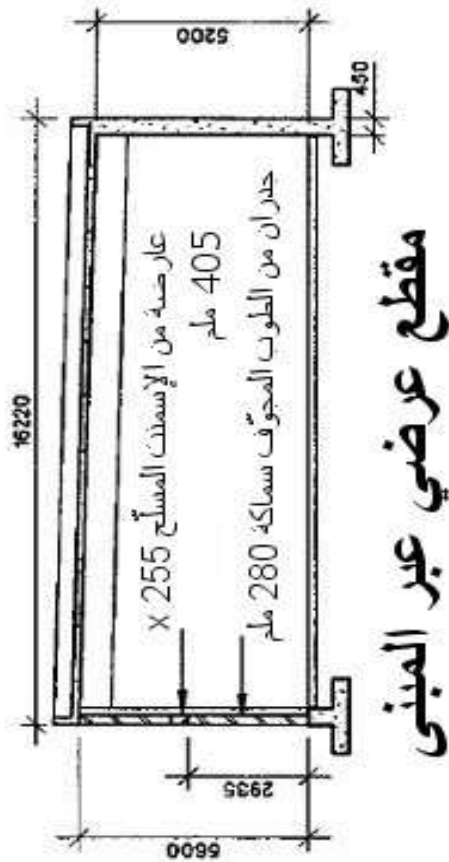 16220
5200
450
عارضة من الإسمنت المسلّح 255 x
405 ملم
جدران من الطوب المجوّف سماكة 280 ملم
2935
5600
مقطع عرضي عبر المبنى